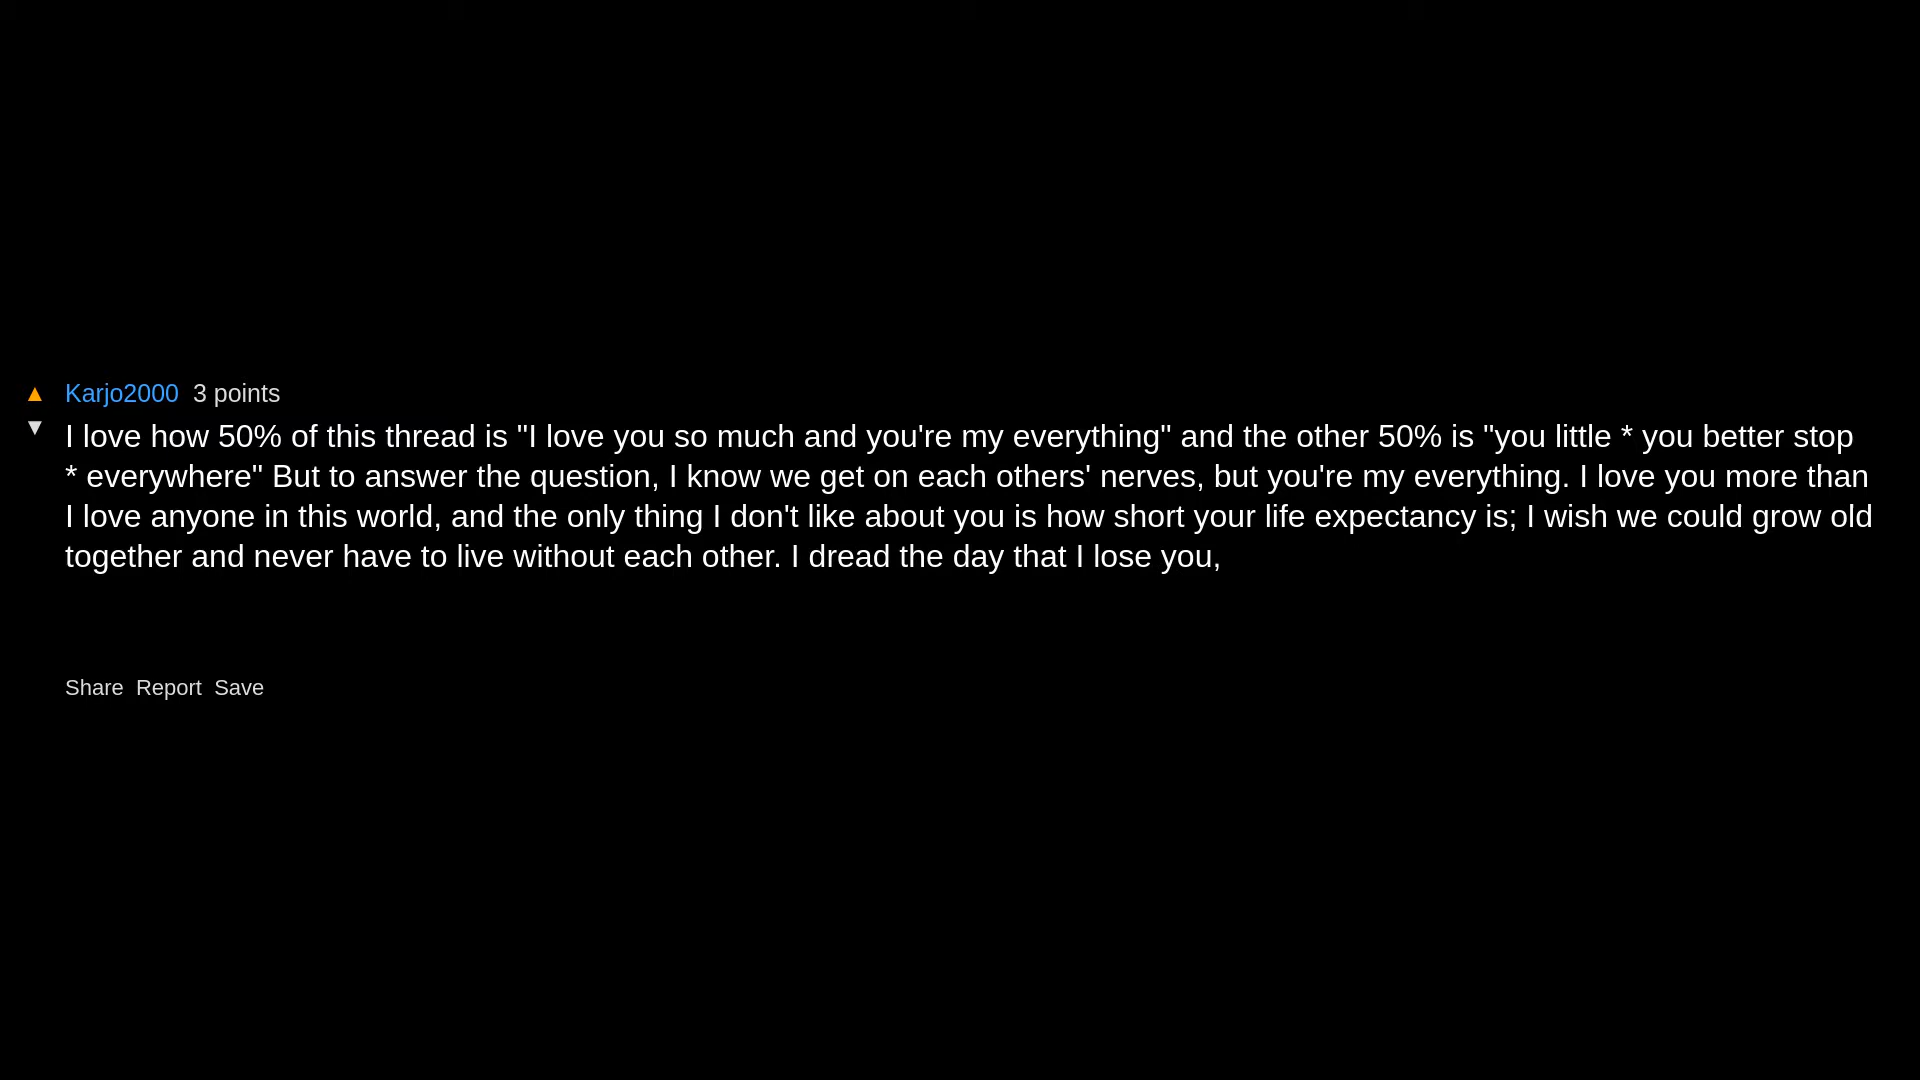 ▲ Karjo2000 3 points
▼
I love how 50% of this thread is "I love you so much and you're my everything" and the other 50% is "you little * you better stop
* everywhere" But to answer the question, I know we get on each others' nerves, but you're my everything. I love you more than
I love anyone in this world, and the only thing I don't like about you is how short your life expectancy is; I wish we could grow old
together and never have to live without each other. I dread the day that I lose you,
Share Report Save